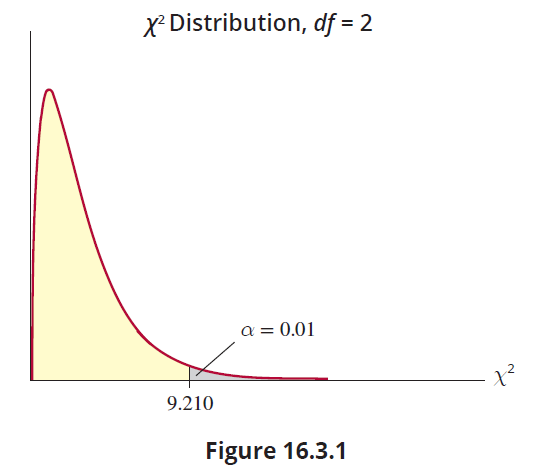 χ² Distribution, df = 2
α = 0.01
χ²
9.210
Figure 16.3.1